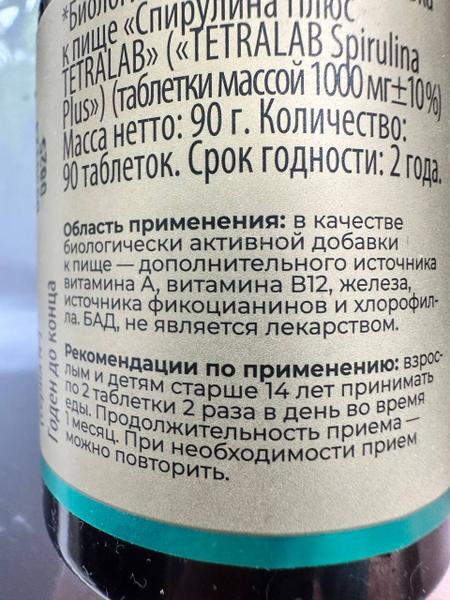 к пище «Спирулина Плюс
TETRALAB» («TETRALAB Spirulina
Plus») (таблетки массой 1000 мг±10%)
Масса нетто: 90 г. Количество:
90 таблеток. Срок годности: 2 года.
Область применения: в качестве
биологически активной добавки
к пище — дополнительного источника
витамина А, витамина В12, железа,
источника фикоцианинов и хлорофил-
ла. БАД, не является лекарством.
Рекомендации по применению: взрос-
лым и детям старше 14 лет принимать
по 2 таблетки 2 раза в день во время
еды. Продолжительность приема —
1 месяц. При необходимости прием
можно повторить.
Годен до конца